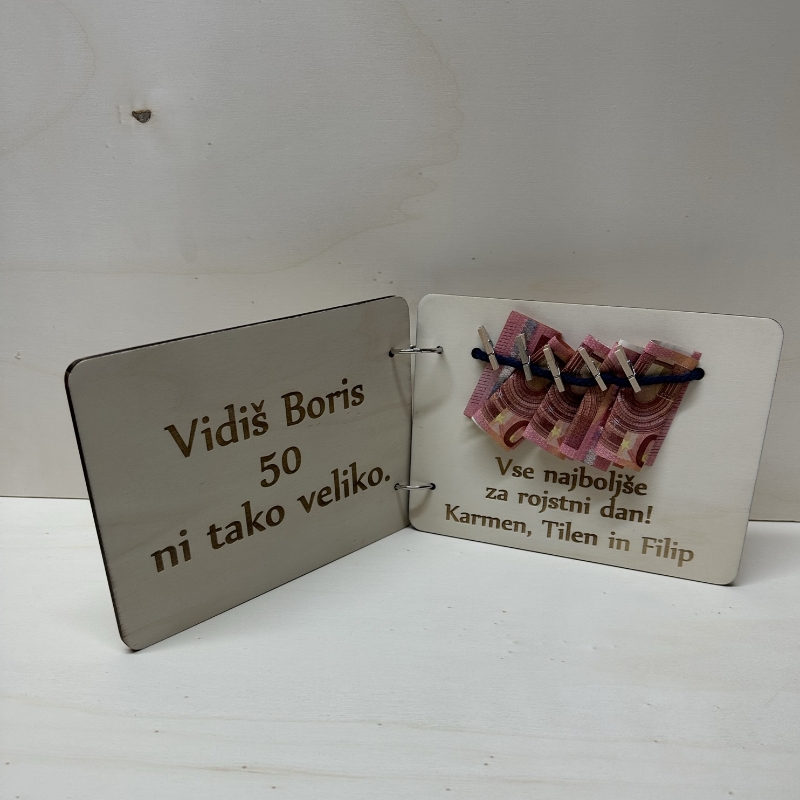 Vidiš Boris
50
ni tako veliko.
Vse najboljše
za rojstni dan!
Karmen, Tilen in Filip